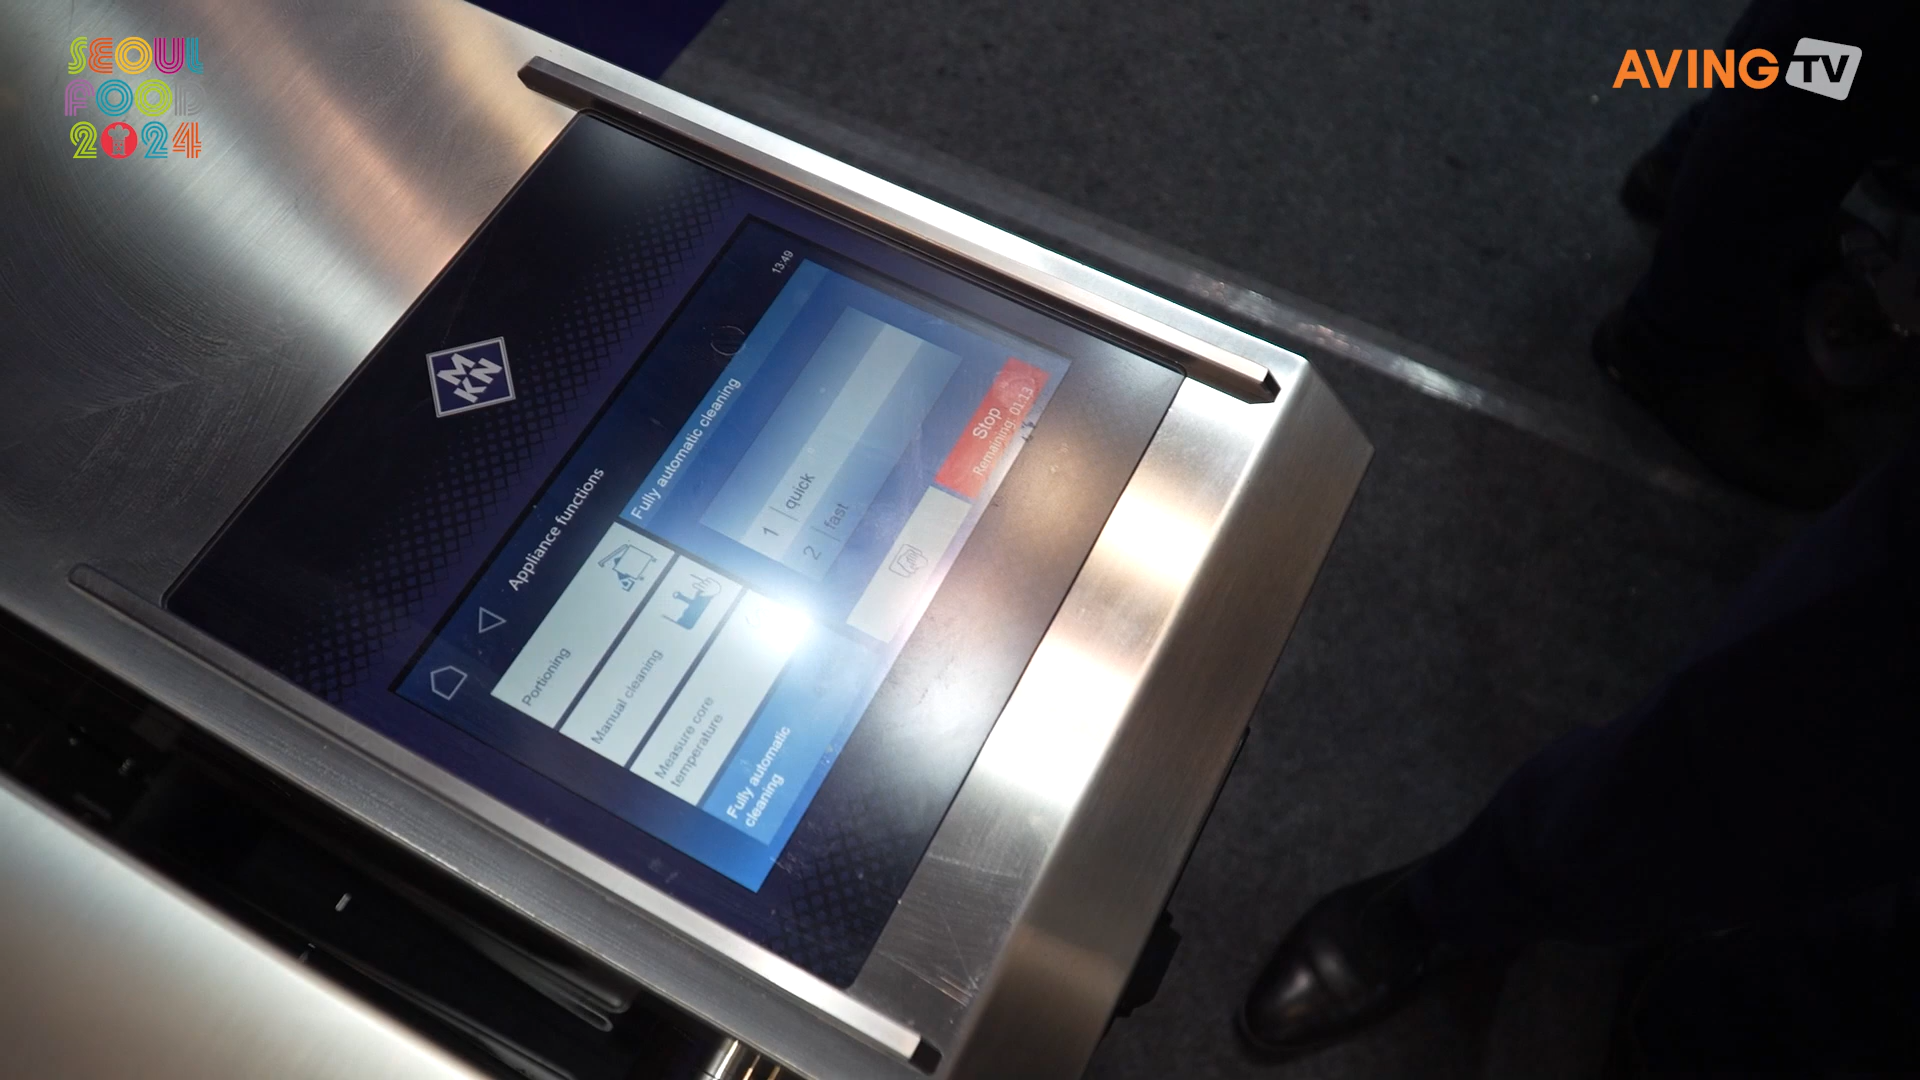 SEOUL
FOOD
2024
AVING TV
MKN
13:49
Appliance functions
Portioning
Manual cleaning
Measure core
temperature
Fully automatic
cleaning
Fully automatic cleaning
1 | quick
2 | fast
Stop
Remaining: 01:13